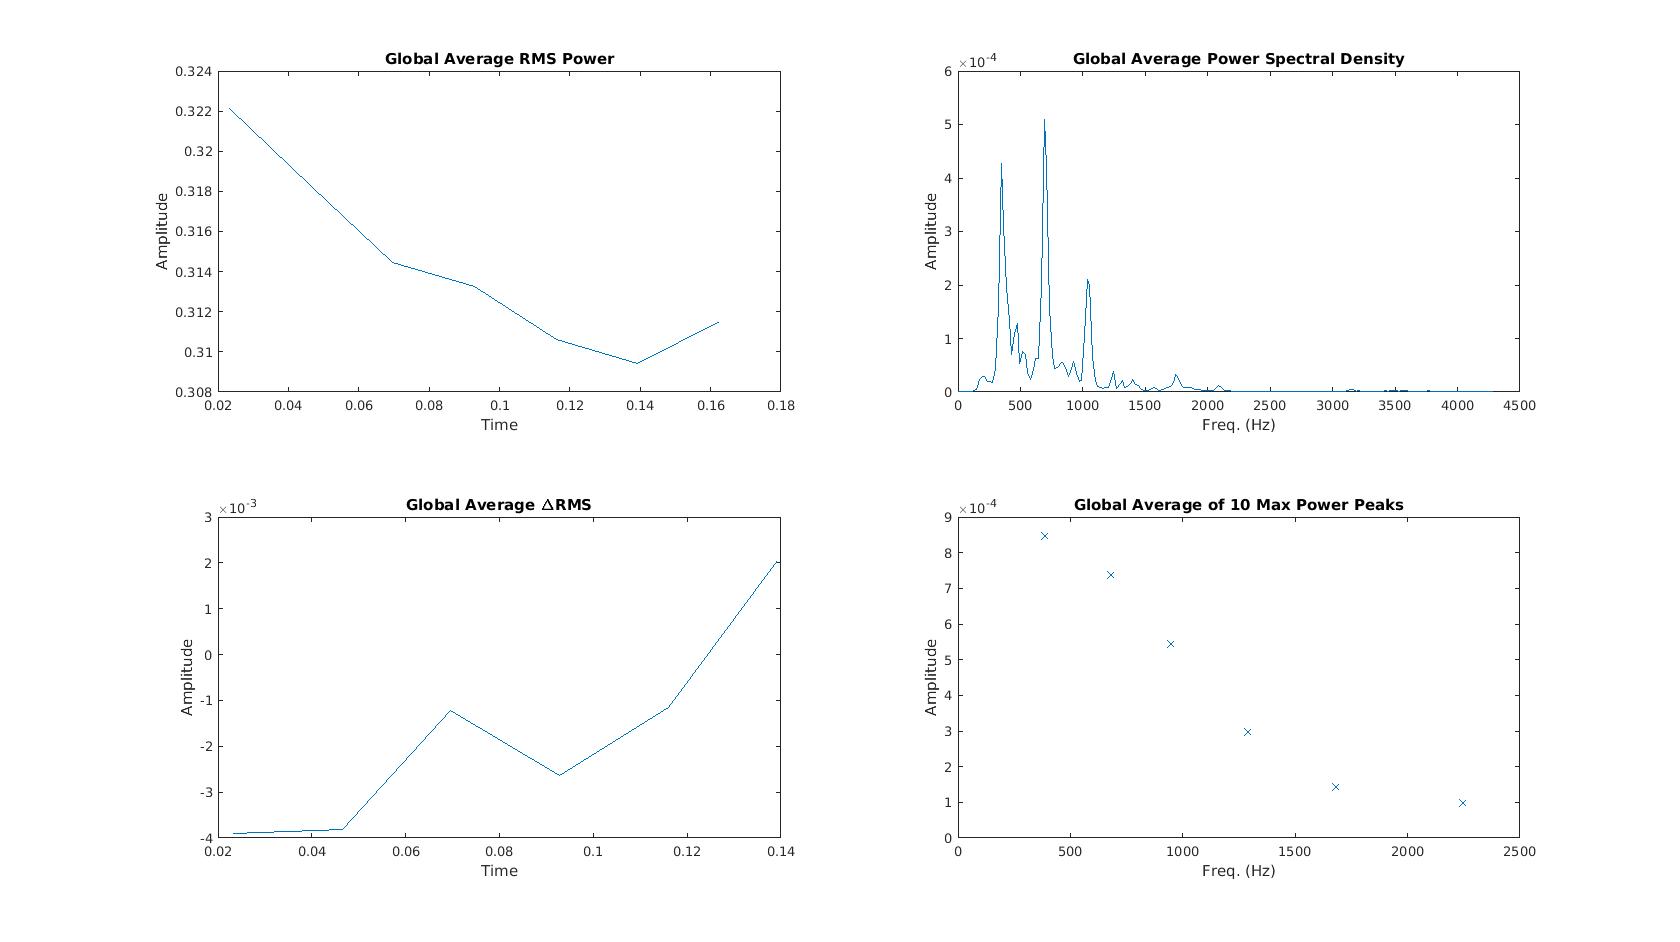 Global Average RMS Power
Amplitude
0.324
0.322
0.32
0.318
0.316
0.314
0.312
0.31
0.308
0.02 0.04 0.06 0.08 0.1 0.12 0.14 0.16 0.18
Time
Global Average Power Spectral Density
×10-4
Amplitude
6
5
4
3
2
1
0
0 500 1000 1500 2000 2500 3000 3500 4000 4500
Freq. (Hz)
Global Average ΔRMS
×10-3
Amplitude
3
2
1
0
-1
-2
-3
-4
0.02 0.04 0.06 0.08 0.1 0.12 0.14
Time
Global Average of 10 Max Power Peaks
×10-4
Amplitude
9
8
7
6
5
4
3
2
1
0
0 500 1000 1500 2000 2500
Freq. (Hz)